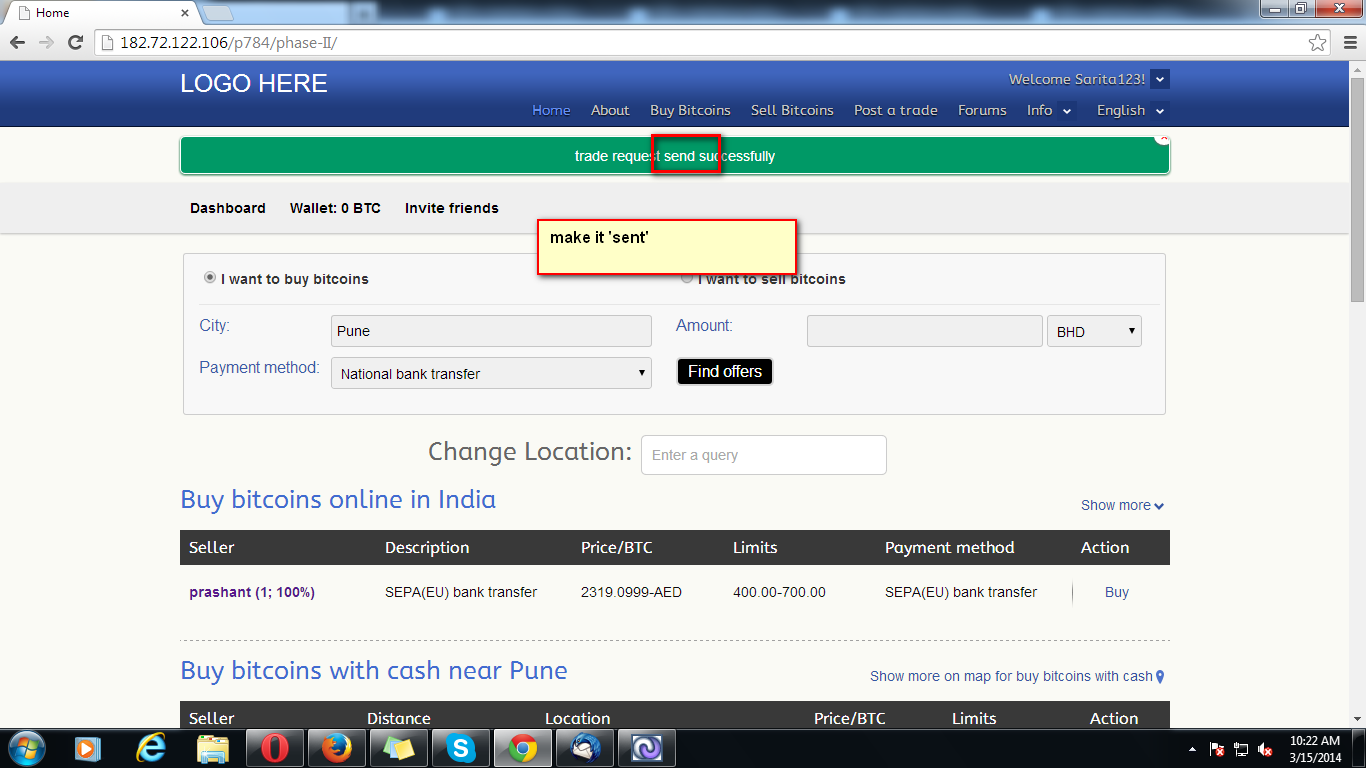 Home
182.72.122.106/p784/phase-II/
LOGO HERE
Welcome Sarita123!
Home About Buy Bitcoins Sell Bitcoins Post a trade Forums Info English
trade request send successfully
Dashboard Wallet: 0 BTC Invite friends
make it 'sent'
I want to buy bitcoins I want to sell bitcoins
City: Pune Amount: BHD
Payment method: National bank transfer Find offers
Change Location: Enter a query
Buy bitcoins online in India Show more
Seller Description Price/BTC Limits Payment method Action
prashant (1; 100%) SEPA(EU) bank transfer 2319.0999-AED 400.00-700.00 SEPA(EU) bank transfer Buy
Buy bitcoins with cash near Pune Show more on map for buy bitcoins with cash
Seller Distance Location Price/BTC Limits Action
10:22 AM
3/15/2014